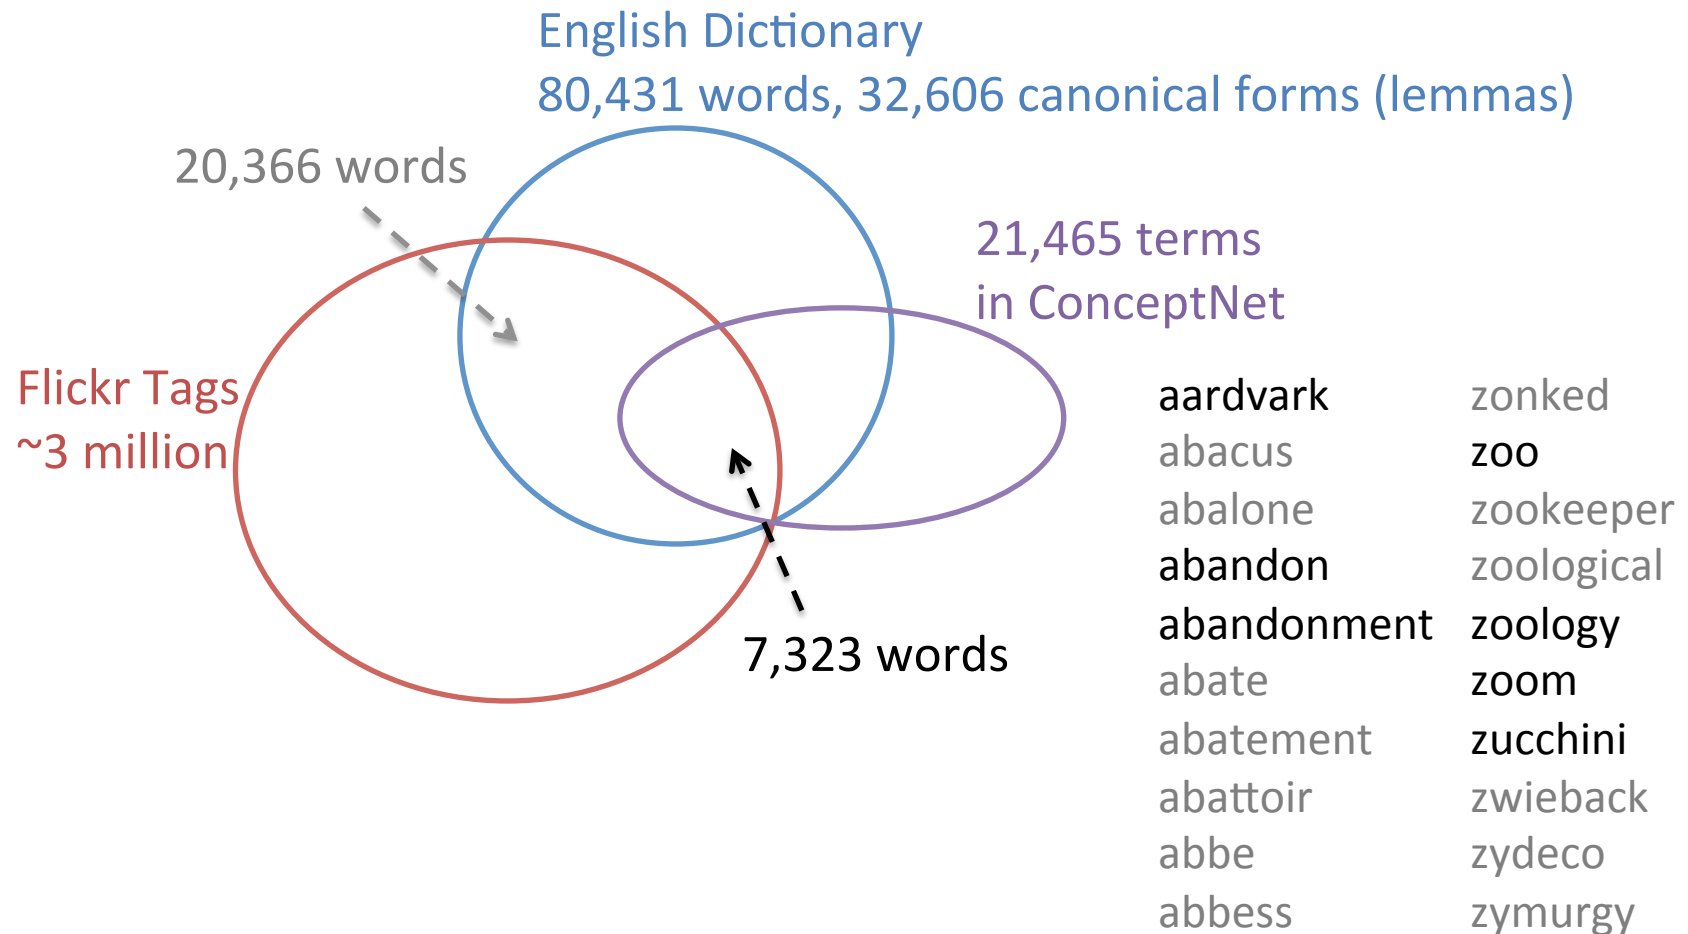 English Dictionary
80,431 words, 32,606 canonical forms (lemmas)
20,366 words
21,465 terms
in ConceptNet
Flickr Tags
~3 million
7,323 words
aardvark
abacus
abalone
abandon
abandonment
abate
abatement
abattoir
abbe
abbess
zonked
zoo
zookeeper
zoological
zoology
zoom
zucchini
zwieback
zydeco
zymurgy